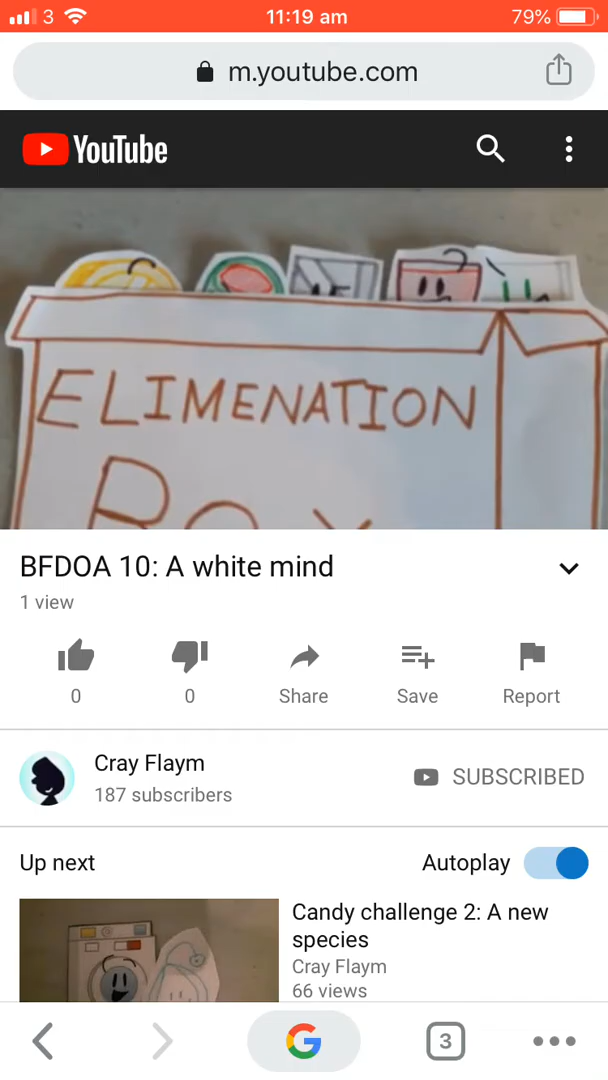 3
11:19 am
79%
m.youtube.com
YouTube
ELIMENATION
BFDOA 10: A white mind
1 view
0
0
Share
Save
Report
Cray Flaym
187 subscribers
SUBSCRIBED
Up next
Autoplay
Candy challenge 2: A new
species
Cray Flaym
66 views
3